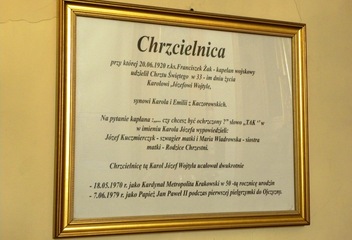 Chrzcielnica
przy której 20.06.1920 r.ks.Franciszek Żak - kapelan wojskowy
udzielił Chrztu Świętego w 33 - im dniu życia
Karolowi Józefowi Wojtyle,
synowi Karola i Emilii z Kaczorowskich.
Na pytanie kapłana :„.. czy chcesz być ochrzczony ?" słowo „TAK" w
w imieniu Karola Józefa wypowiedzieli:
Józef Kuczmierczyk - szwagier matki i Maria Wiadrowska - siostra
matki - Rodzice Chrzestni.
Chrzcielnicę tą Karol Józef Wojtyła ucałował dwukrotnie
- 18.05.1970 r. jako Kardynał Metropolita Krakowski w 50 -tą rocznicę urodzin
- 7.06.1979 r. jako Papież Jan Paweł II podczas pierwszej pielgrzymki do Ojczyzny.